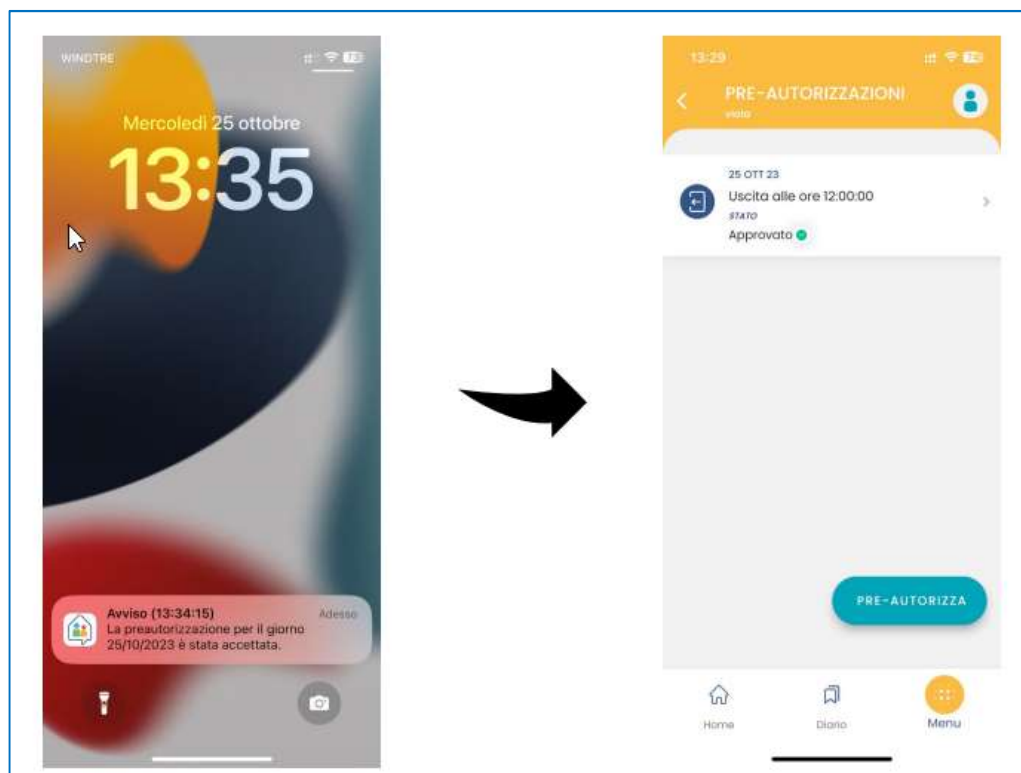 WINDTRE
73
Mercoledì 25 ottobre
13:35
Avviso (13:34:15)
Adesso
La preautorizzazione per il giorno
25/10/2023 è stata accettata.
13:29
PRE-AUTORIZZAZIONI
viola
25 OTT 23
Uscita alle ore 12:00:00
STATO
Approvato
PRE-AUTORIZZA
Home
Diario
Menu